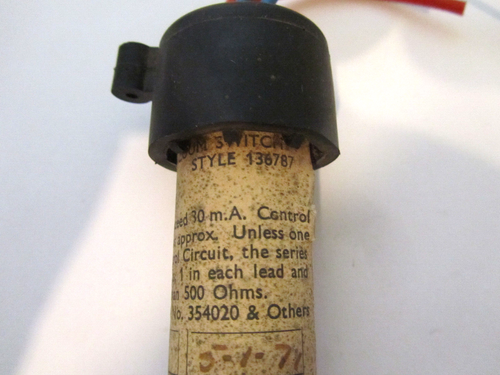 SWITCH
STYLE 136787
30 m.A. Control
approx. Unless one
Circuit, the series
1 in each lead and
500 Ohms.
No. 354020 & Others